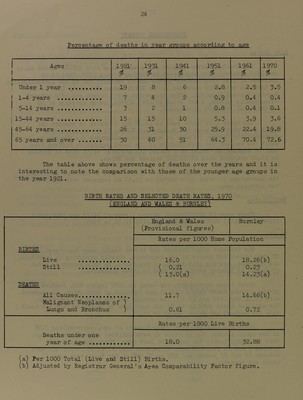 24
Percentage of deaths in year groups according to age
Ages 1921 1931 1941 1951 1961 1970
% % % % % %
Under 1 year ............ 19 8 6 2.8 2.9 3.5
1-4 years ............ 7 4 2 0.9 0.4 0.4
5-14 years ............ 3 2 1 0.8 0.4 0.1
15-44 years ............ 15 15 10 5.3 3.9 3.6
45-64 years ............ 26 31 30 25.9 22.4 19.8
65 years and over ...... 30 40 51 64.3 70.4 72.6
The table above shows percentage of deaths over the years and it is
interesting to note the comparison with those of the younger age groups in
the year 1921.
BIRTH RATES AND SELECTED DEATH RATES, 1970
(ENGLAND AND WALES & BURNLEY)
England & Wales Burnley
(Provisional figures)
Rates per 1000 Home Population
BIRTHS
Live ................ 16.0 18.26(b)
Still ................ ( 0.21 0.23
( 13.0(a) 14.23(a)
DEATHS
All Causes............. 11.7 14.60(b)
Malignant Neoplasms of )
Lungs and Bronchus ) 0.61 0.72
Rates per 1000 Live Births
Deaths under one
year of age ............ 18.0 32.88
(a) Per 1000 Total (Live and Still) Births.
(b) Adjusted by Registrar General's Area Comparability Factor figure.